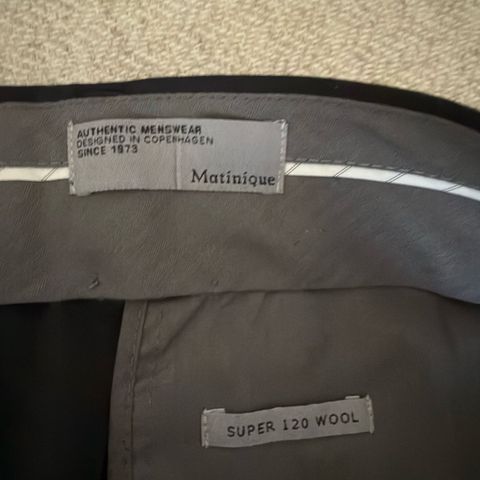 AUTHENTIC MENSWEAR
DESIGNED IN COPENHAGEN
SINCE 1973
Matinique
SUPER 120 WOOL